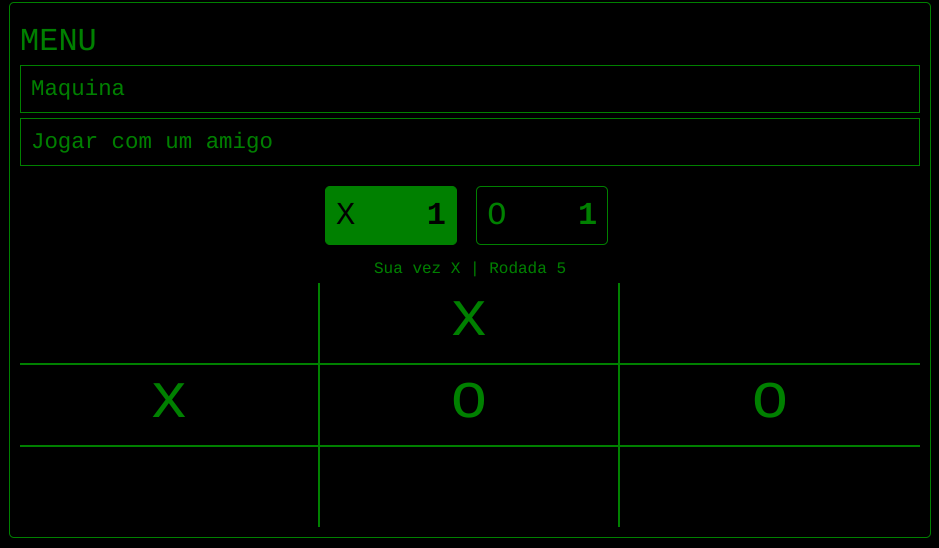 MENU
Maquina
Jogar com um amigo
X 1 O 1
Sua vez X | Rodada 5
X
X O O